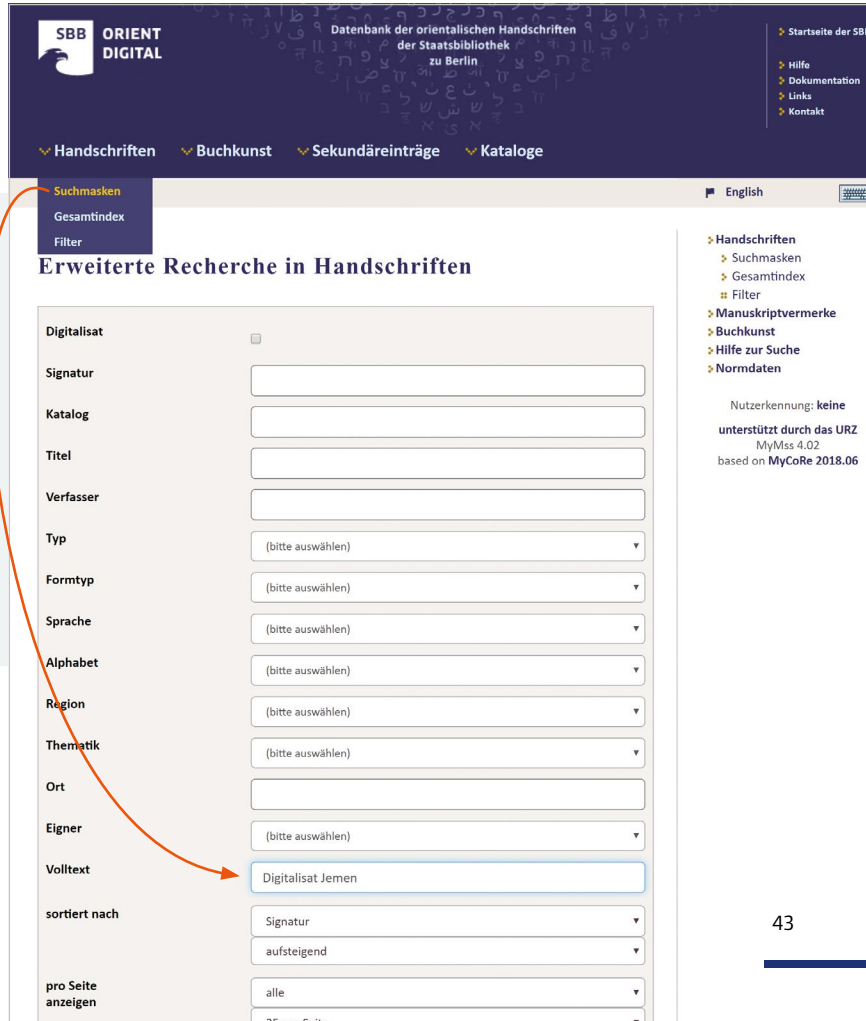 SBB ORIENT
DIGITAL
Datenbank der orientalischen Handschriften
der Staatsbibliothek
zu Berlin
Startseite der SBB
Hilfe
Dokumentation
Links
Kontakt
Handschriften Buchkunst Sekundäreinträge Kataloge
Suchmasken
Gesamtindex
Filter
English
Erweiterte Recherche in Handschriften
Handschriften
Suchmasken
Gesamtindex
Filter
Manuskriptvermerke
Buchkunst
Hilfe zur Suche
Normdaten
Nutzerkennung: keine
unterstützt durch das URZ
MyMss 4.02
based on MyCoRe 2018.06
Digitalisat
Signatur
Katalog
Titel
Verfasser
Typ (bitte auswählen)
Formtyp (bitte auswählen)
Sprache (bitte auswählen)
Alphabet (bitte auswählen)
Region (bitte auswählen)
Thematik (bitte auswählen)
Ort
Eigner (bitte auswählen)
Volltext Digitalisat Jemen
sortiert nach Signatur
aufsteigend
pro Seite
anzeigen
alle
43